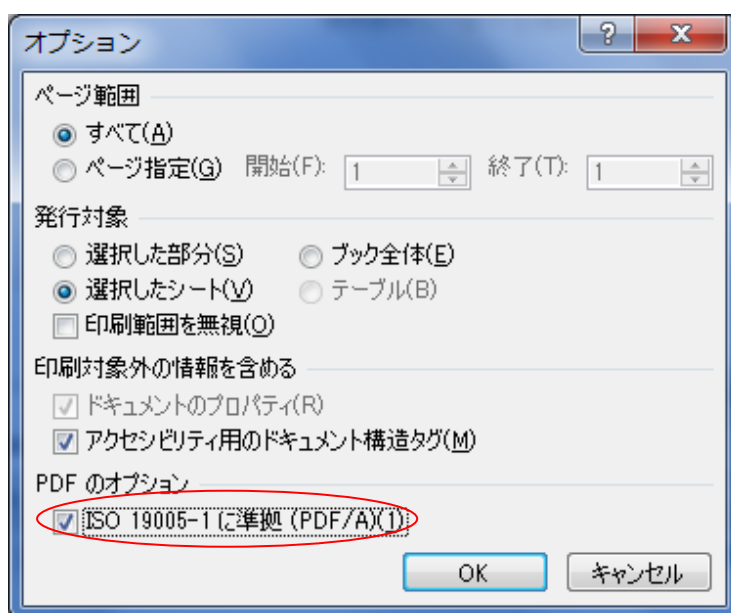 オプション
ページ範囲
すべて(A)
ページ指定(G) 開始(F): 1 終了(T): 1
発行対象
選択した部分(S) ブック全体(E)
選択したシート(V) テーブル(B)
印刷範囲を無視(O)
印刷対象外の情報を含める
ドキュメントのプロパティ(R)
アクセシビリティ用のドキュメント構造タグ(M)
PDF のオプション
ISO 19005-1 に準拠 (PDF/A)(1)
OK キャンセル